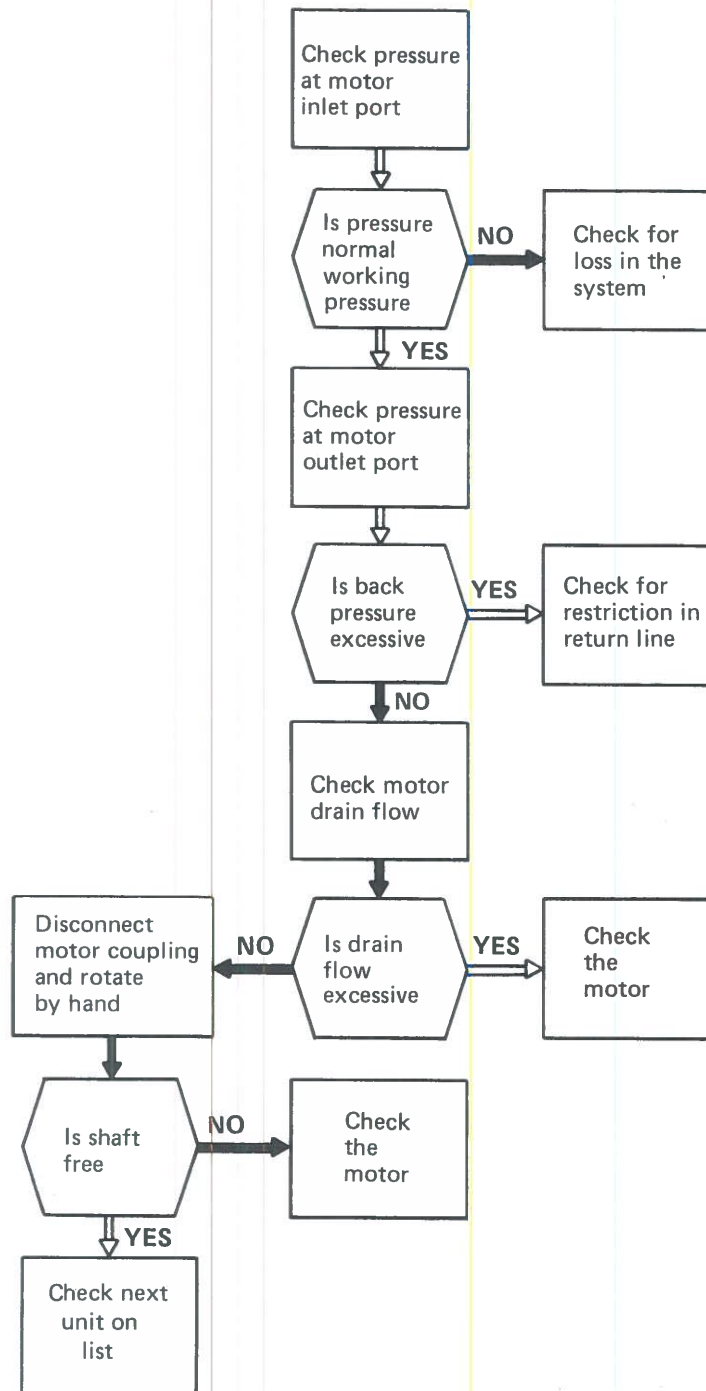 Check pressure
at motor
inlet port
Is pressure
normal
working
pressure
NO
Check for
loss in the
system
YES
Check pressure
at motor
outlet port
Is back
pressure
excessive
YES
Check for
restriction in
return line
NO
Check motor
drain flow
Disconnect
motor coupling
and rotate
by hand
NO
Is drain
flow
excessive
YES
Check
the
motor
Is shaft
free
NO
Check
the
motor
YES
Check next
unit on
list